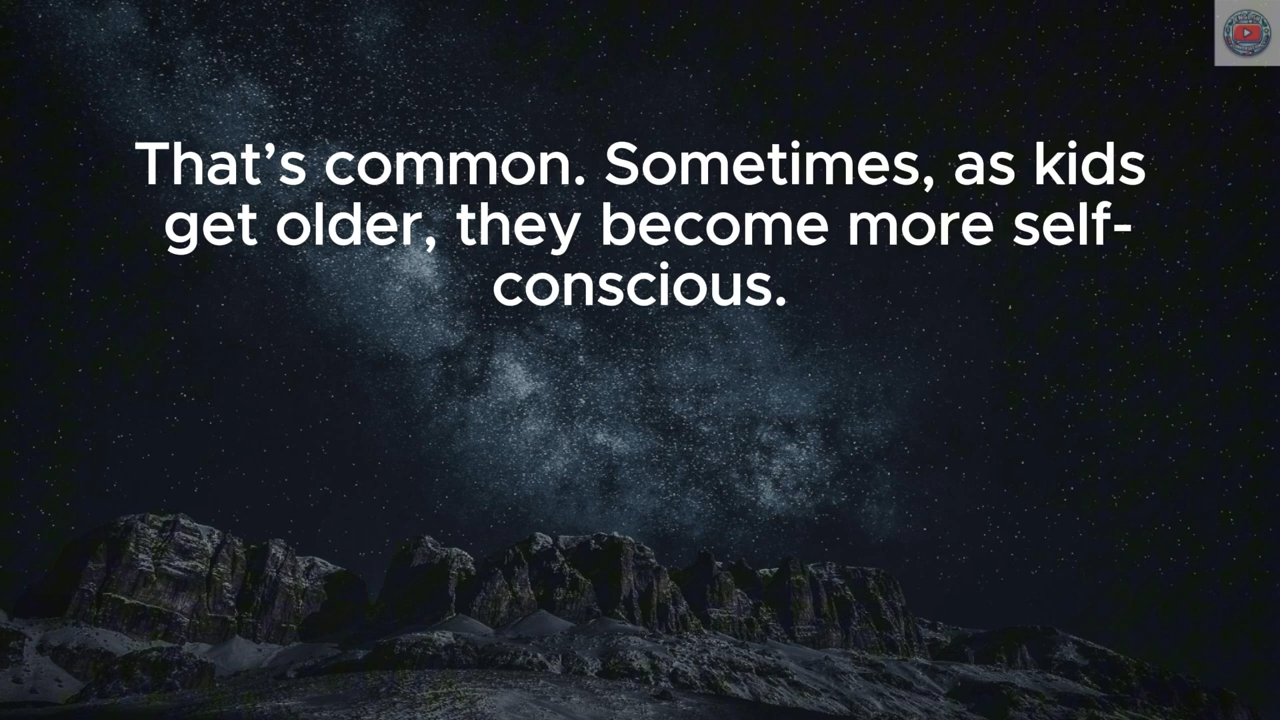 That’s common. Sometimes, as kids
get older, they become more self-
conscious.